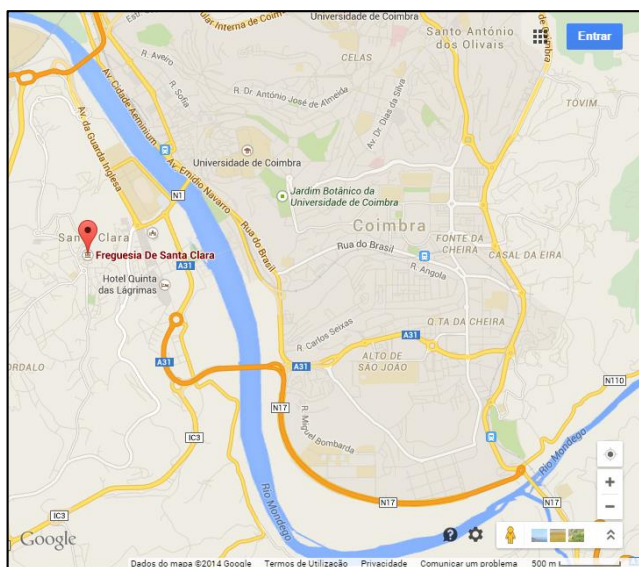 Universidade de Coimbra
Santo António
dos Olivais
Entrar
R. Aveiro
CELAS
R. Sofia
R. Dr. António José de Almeida
Av. Dr. Dias da Silva
TOVIM
Av. Cidade Aeminium
Av. da Guarda Inglesa
Universidade de Coimbra
Av. Emídio Navarro
N1
Jardim Botânico da
Universidade de Coimbra
Coimbra
Rua do Brasil
Santa Clara
Freguesia De Santa Clara
A31
Rua do Brasil
FONTE DA
CHEIRA
CASAL DA EIRA
R. Angola
Hotel Quinta
das Lágrimas
R. Carlos Seixas
A31
Q.TA DA CHEIRA
ALTO DE
SÃO JOÃO
A31
A31
ORDALO
N110
N17
R. Miguel Bombarda
IC3
Rio Mondego
IC3
Rio Mondego
N17
N17
Google
Dados do mapa ©2014 Google
Termos de Utilização
Privacidade
Comunicar um problema
500 m